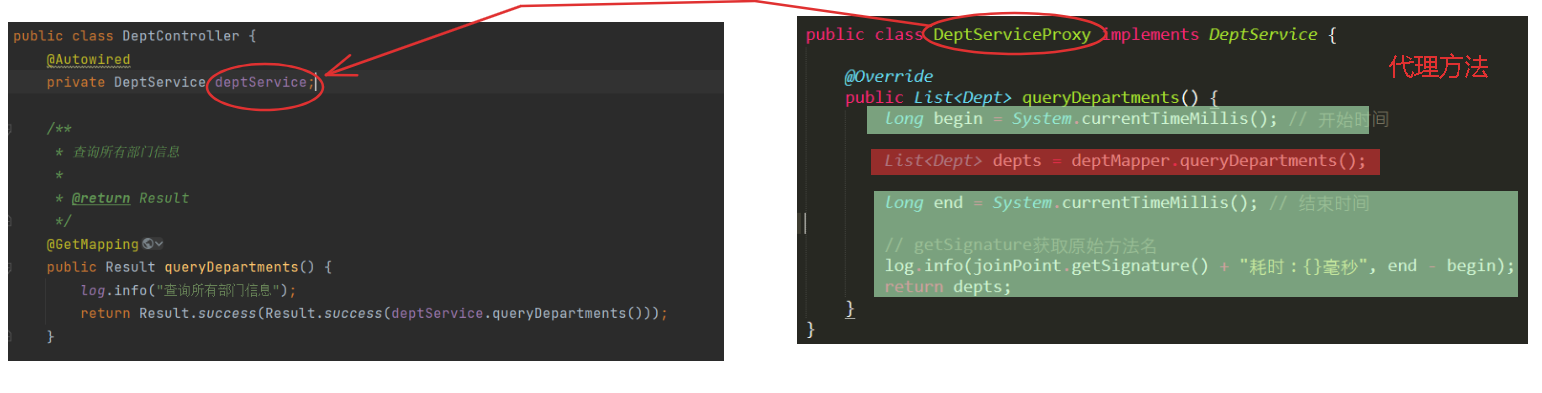 public class DeptController {
@Autowired
private DeptService deptService;
/**
* 查询所有部门信息
*
* @return Result
*/
@GetMapping
public Result queryDepartments() {
log.info("查询所有部门信息");
return Result.success(Result.success(deptService.queryDepartments()));
}
public class DeptServiceProxy implements DeptService {
代理方法
@Override
public List<Dept> queryDepartments() {
long begin = System.currentTimeMillis(); // 开始时间
List<Dept> depts = deptMapper.queryDepartments();
long end = System.currentTimeMillis(); // 结束时间
// getSignature获取原始方法名
log.info(joinPoint.getSignature() + "耗时：{}毫秒", end - begin);
return depts;
}
}